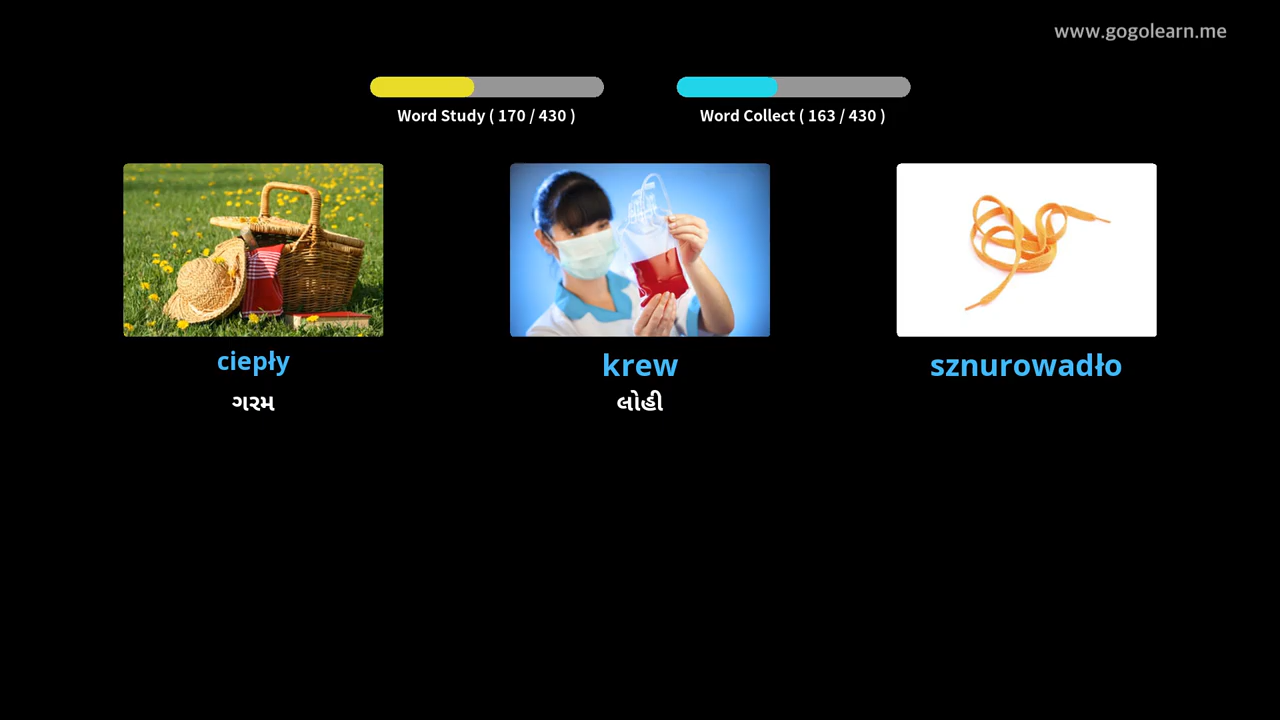 www.gogolearn.me
Word Study ( 170 / 430 )
Word Collect ( 163 / 430 )
ciepły
ગરમ
krew
લોહી
sznurowadło